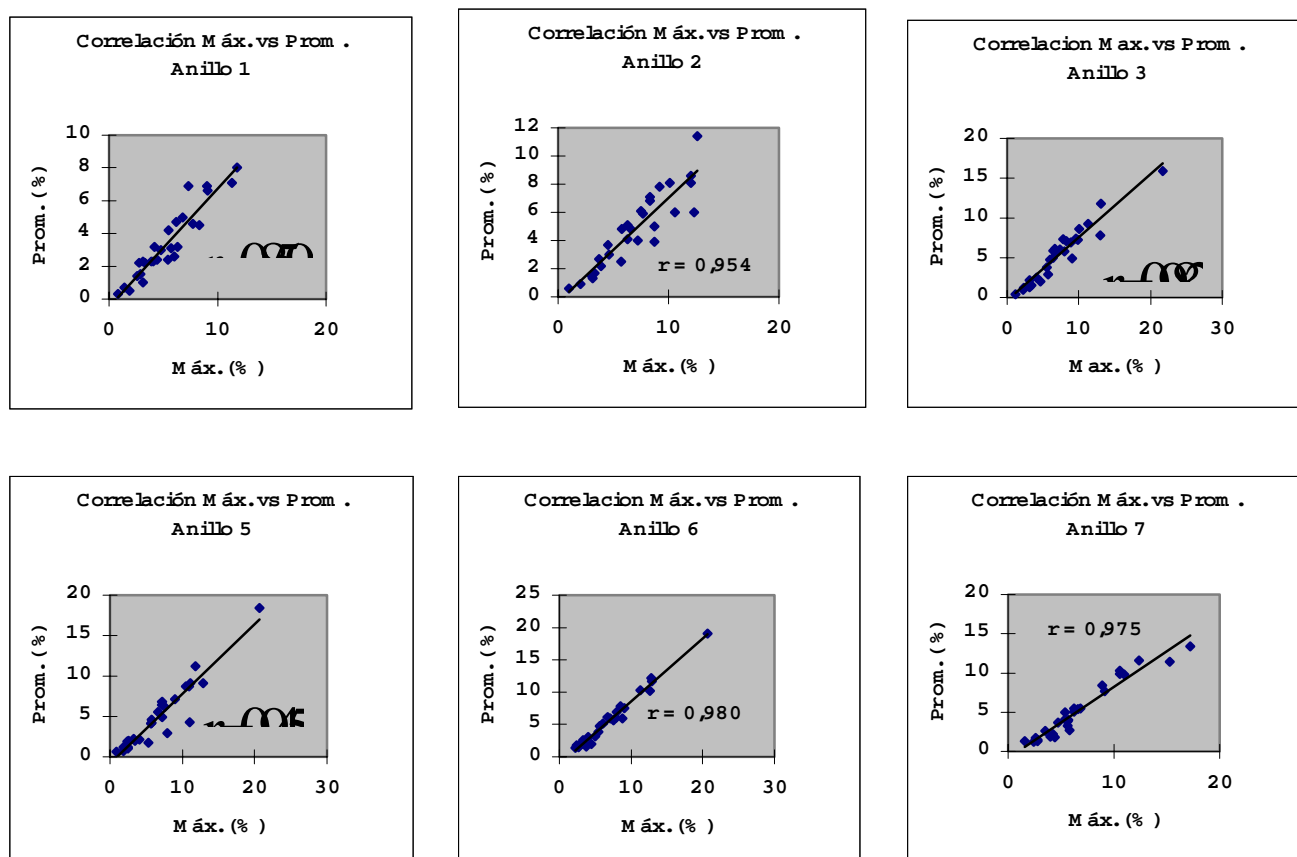 Correlación Máx.vs Prom.
Anillo 1
Prom.(%)
10
8
6
4
2
0
0
10
20
Máx.(%)
Correlación Máx.vs Prom.
Anillo 2
Prom.(%)
12
10
8
6
4
2
0
r = 0,954
0
10
20
Máx.(%)
Correlacion Max.vs Prom.
Anillo 3
Prom.(%)
20
15
10
5
0
0
10
20
30
Max.(%)
Correlación Máx.vs Prom.
Anillo 5
Prom.(%)
20
15
10
5
0
0
10
20
30
Máx.(%)
Correlacion Máx.vs Prom.
Anillo 6
Prom.(%)
25
20
15
10
5
0
r = 0,980
0
10
20
30
Máx.(%)
Correlación Máx.vs Prom.
Anillo 7
Prom.(%)
20
15
10
5
0
r = 0,975
0
10
20
Máx.(%)